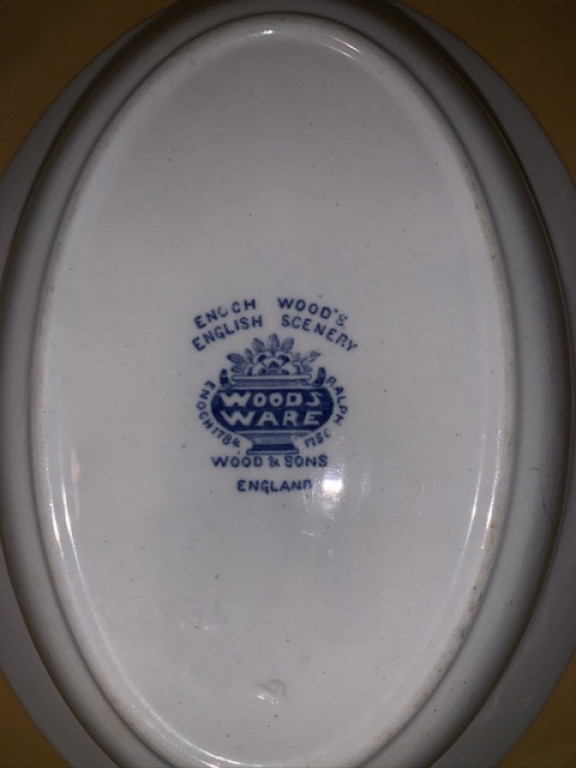 ENOCH WOOD'S
ENGLISH SCENERY
WOODS
WARE
ENOCH 1784
RALPH 1750
WOOD & SONS
ENGLAND